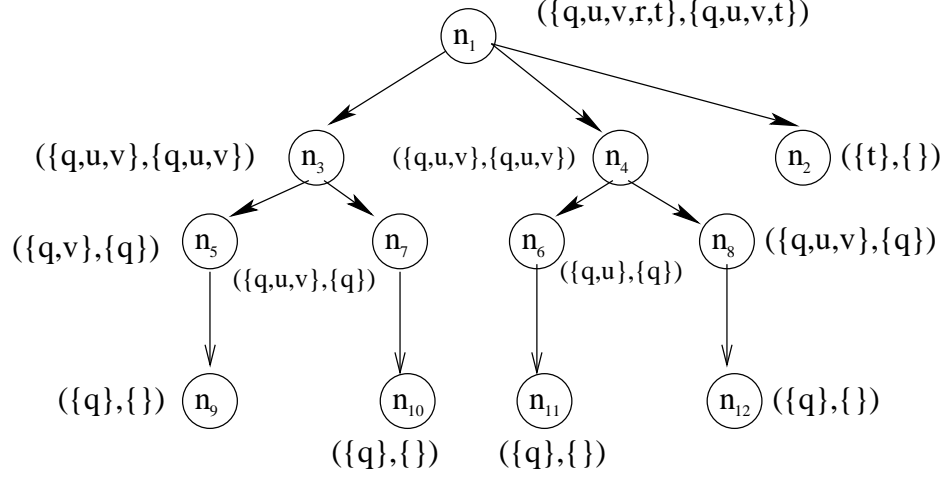 ({q,u,v,r,t},{q,u,v,t})
n₁
({q,u,v},{q,u,v})
n₃
({q,u,v},{q,u,v})
n₄
n₂
({t},{})
({q,v},{q})
n₅
n₇
n₆
n₈
({q,u,v},{q})
({q,u,v},{q})
({q,u},{q})
({q},{})
n₉
n₁₀
n₁₁
n₁₂
({q},{})
({q},{})
({q},{})